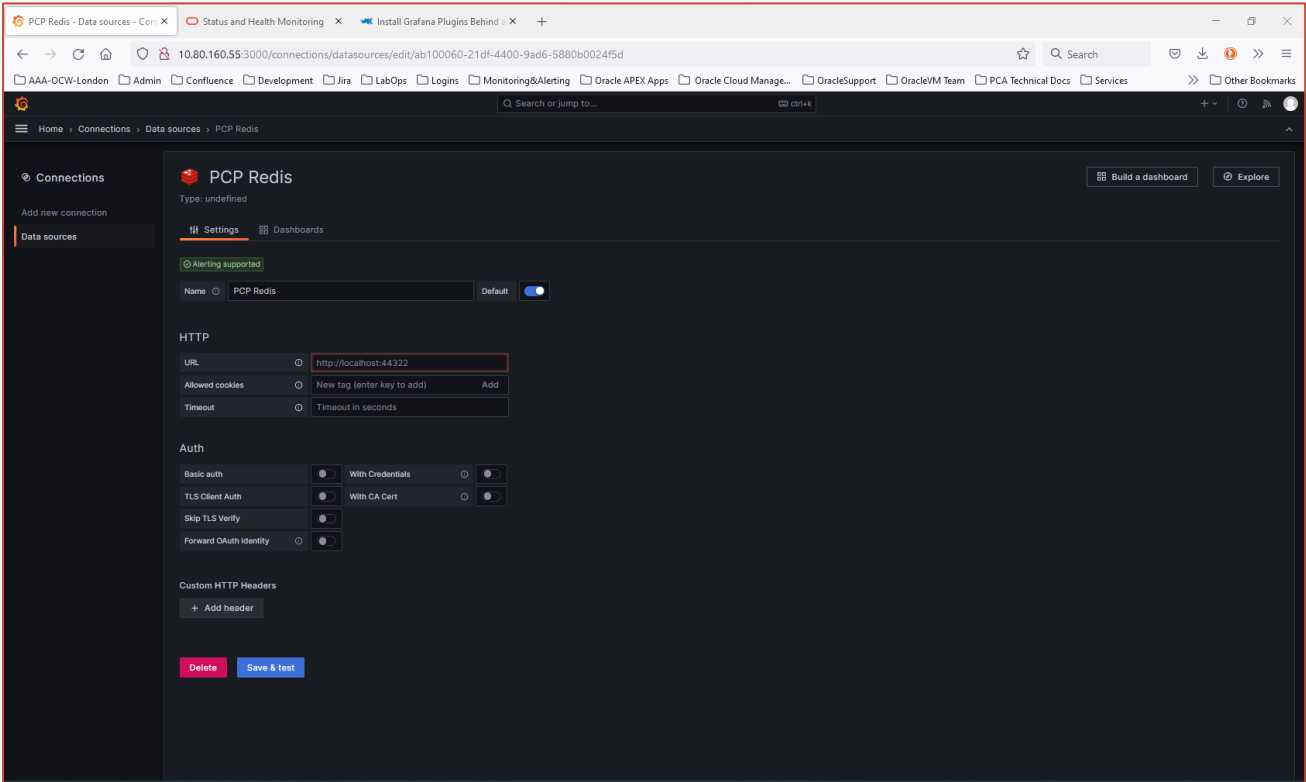 PCP Redis - Data sources - Con
Status and Health Monitoring
Install Grafana Plugins Behind a
10.80.160.55:3000/connections/datasources/edit/ab100060-21df-4400-9ad6-5880b0024f5d
Search
AAA-OCW-London Admin Confluence Development Jira LabOps Logins Monitoring&Alerting Oracle APEX Apps Oracle Cloud Manage... OracleSupport OracleVM Team PCA Technical Docs Services Other Bookmarks
Search or jump to... ctrl+k
Home › Connections › Data sources › PCP Redis
Connections
Add new connection
Data sources
PCP Redis
Type: undefined
Build a dashboard
Explore
Settings Dashboards
Alerting supported
Name PCP Redis Default
HTTP
URL http://localhost:44322
Allowed cookies New tag (enter key to add) Add
Timeout Timeout in seconds
Auth
Basic auth With Credentials
TLS Client Auth With CA Cert
Skip TLS Verify
Forward OAuth Identity
Custom HTTP Headers
+ Add header
Delete Save & test